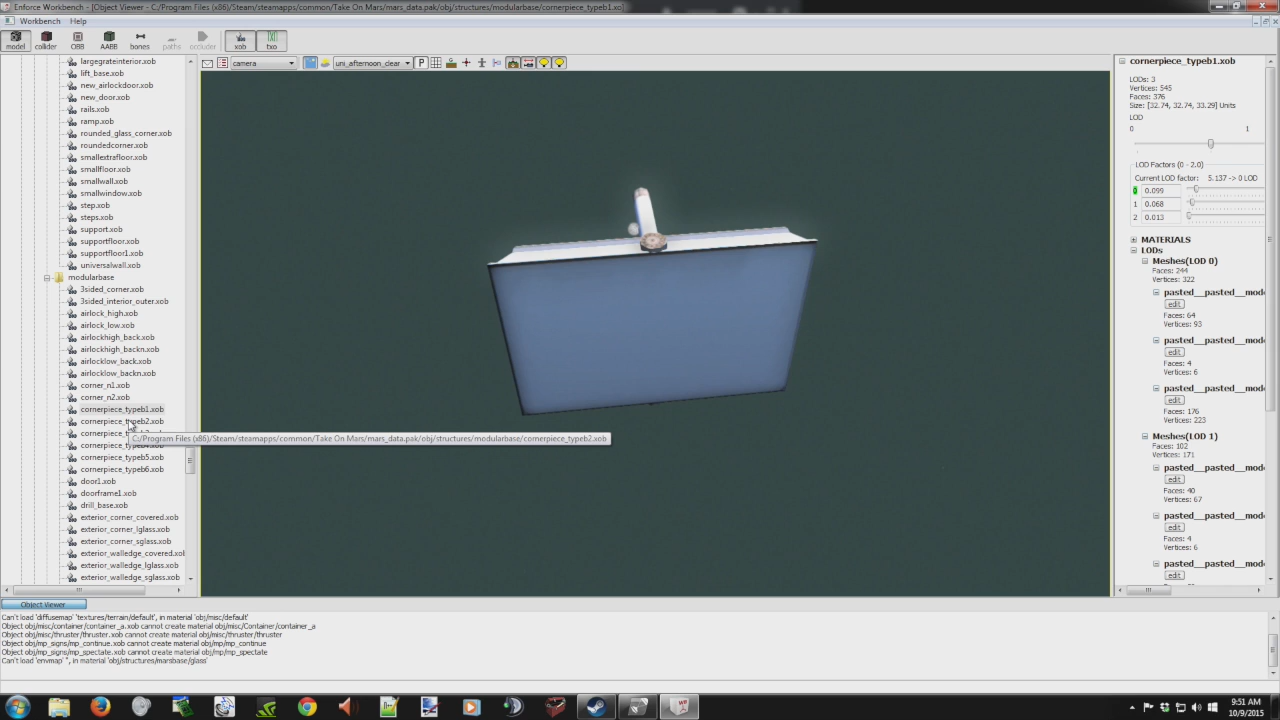 Enforce Workbench - [Object Viewer - C:/Program Files (x86)/Steam/steamapps/common/Take On Mars/mars_data.pak/obj/structures/modularbase/cornerpiece_typeb1.xo]
Workbench Help
model collider OBB AABB bones paths occluder xob txo
camera uni_afternoon_clear P
largegrateinterior.xob
lift_base.xob
new_airlockdoor.xob
new_door.xob
rails.xob
ramp.xob
rounded_glass_corner.xob
roundedcorner.xob
smallextrafloor.xob
smallfloor.xob
smallwall.xob
smallwindow.xob
step.xob
steps.xob
support.xob
supportfloor.xob
supportfloor1.xob
universalwall.xob
modularbase
3sided_corner.xob
3sided_interior_outer.xob
airlock_high.xob
airlock_low.xob
airlockhigh_back.xob
airlockhigh_backn.xob
airlocklow_back.xob
airlocklow_backn.xob
corner_n1.xob
corner_n2.xob
cornerpiece_typeb1.xob
cornerpiece_typeb2.xob
C:/Program Files (x86)/Steam/steamapps/common/Take On Mars/mars_data.pak/obj/structures/modularbase/cornerpiece_typeb2.xob
cornerpiece_typeb5.xob
cornerpiece_typeb6.xob
door1.xob
doorframe1.xob
drill_base.xob
exterior_corner_covered.xob
exterior_corner_lglass.xob
exterior_corner_sglass.xob
exterior_walledge_covered.xol
exterior_walledge_lglass.xob
exterior_walledge_sglass.xob
cornerpiece_typeb1.xob
LODs: 3
Vertices: 545
Faces: 376
Size: [32.74, 32.74, 33.29] Units
LOD
0 1
LOD Factors (0 - 2.0)
Current LOD factor: 5.137 -> 0 LOD
0 0.099
1 0.068
2 0.013
MATERIALS
LODs
Meshes(LOD 0)
Faces: 244
Vertices: 322
pasted__pasted__mod
edit
Faces: 64
Vertices: 93
pasted__pasted__mod
edit
Faces: 4
Vertices: 6
pasted__pasted__mod
edit
Faces: 176
Vertices: 223
Meshes(LOD 1)
Faces: 102
Vertices: 171
pasted__pasted__mod
edit
Faces: 40
Vertices: 67
pasted__pasted__mod
edit
Faces: 4
Vertices: 6
pasted__pasted__mod
edit
Object Viewer
Can't load 'diffusemap' 'textures/terrain/default', in material 'obj/misc/default'
Object obj/misc/container/container_a.xob cannot create material obj/misc/Container/container_a
Object obj/misc/thruster/thruster.xob cannot create material obj/misc/thruster/thruster
Object obj/mp_signs/mp_continue.xob cannot create material obj/mp/mp_continue
Object obj/mp_signs/mp_spectate.xob cannot create material obj/mp/mp_spectate
Can't load 'envmap' '', in material 'obj/structures/marsbase/glass'
9:51 AM
10/9/2015